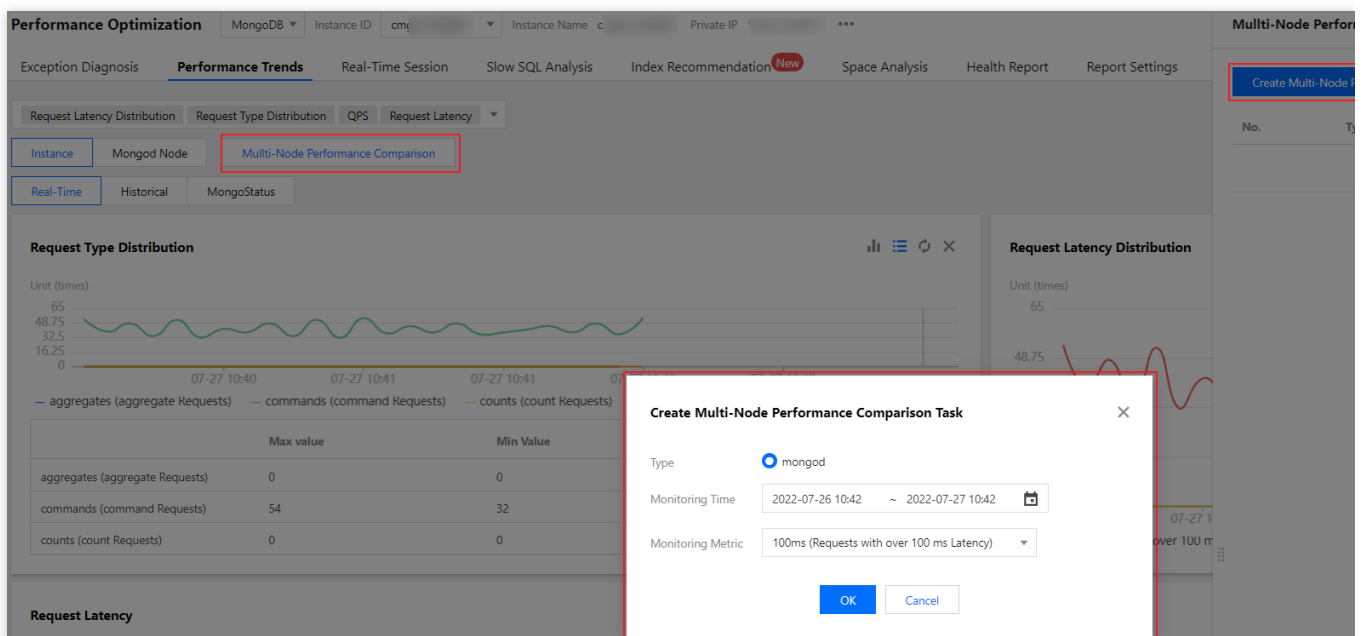 Performance Optimization MongoDB Instance ID Instance Name Private IP
Mullti-Node
Exception Diagnosis Performance Trends Real-Time Session Slow SQL Analysis Index Recommendation New Space Analysis Health Report Report Settings
Create Multi-Node
Request Latency Distribution Request Type Distribution QPS Request Latency
No.
Instance Mongod Node Mullti-Node Performance Comparison
Real-Time Historical MongoStatus
Request Type Distribution
Unit (times)
65
48.75
32.5
16.25
0
07-27 10:40 07-27 10:41 07-27 10:41
aggregates (aggregate Requests) commands (command Requests) counts (count Requests)
Max value Min Value
aggregates (aggregate Requests) 0 0
commands (command Requests) 54 32
counts (count Requests) 0 0
Request Latency Distribution
Unit (times)
65
48.75
07-27
over 100
Create Multi-Node Performance Comparison Task
Type mongod
Monitoring Time 2022-07-26 10:42 ~ 2022-07-27 10:42
Monitoring Metric 100ms (Requests with over 100 ms Latency)
OK Cancel
Request Latency